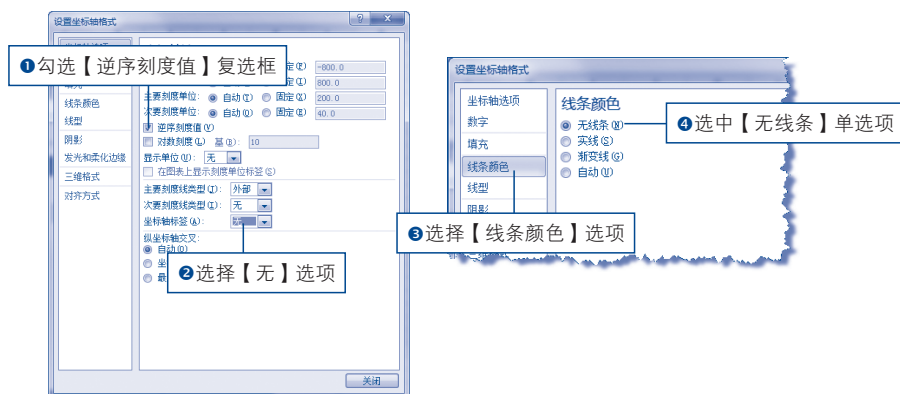 设置坐标轴格式
❶勾选【逆序刻度值】复选框
-800.0
800.0
主要刻度单位: 自动(T) 固定(X) 200.0
次要刻度单位: 自动(O) 固定(E) 40.0
逆序刻度值(V)
对数刻度(L) 基(B): 10
显示单位(U): 无
在图表上显示刻度单位标签(S)
主要刻度线类型(J): 外部
次要刻度线类型(I): 无
坐标轴标签(A):
纵坐标轴交叉:
自动(O)
❷选择【无】选项
填充
线条颜色
线型
阴影
发光和柔化边缘
三维格式
对齐方式
关闭
设置坐标轴格式
坐标轴选项
数字
填充
线条颜色
线型
阴影
线条颜色
无线条(N)
实线(S)
渐变线(G)
自动(U)
❹选中【无线条】单选项
❸选择【线条颜色】选项